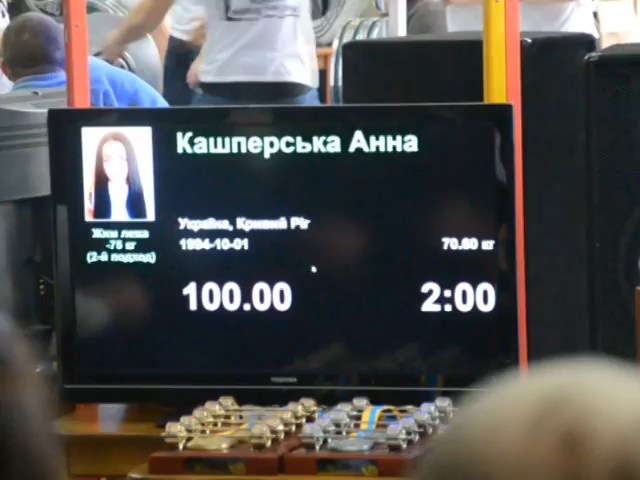 Кашперська Анна
Україна, Кривий Ріг
Жим лежа
-75 кг
1994-10-01
70.60 кг
(2-й подход)
100.00
2:00
TOSHIBA